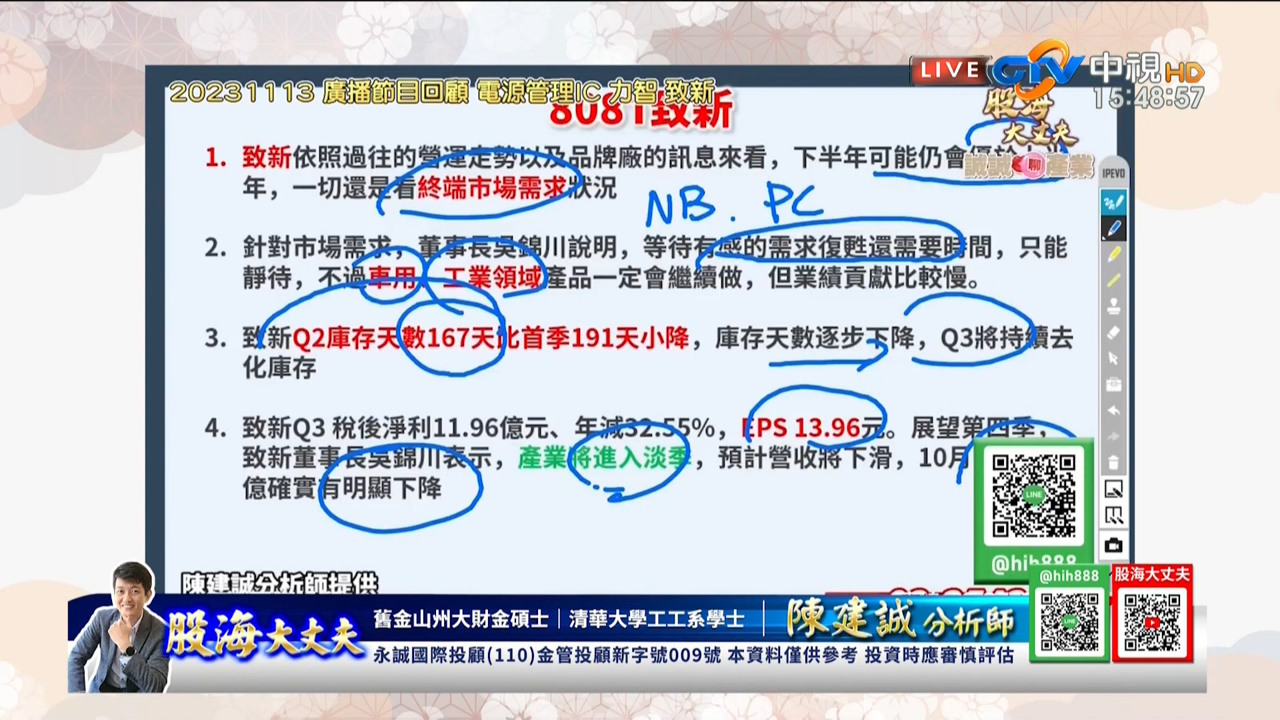 LIVE CTV 中視HD
15:48:57
20231113 廣播節目回顧 電源管理IC 力智 致新
8081致新
股海大丈夫
誠誠聊產業
IPEVO
1. 致新依照過往的營運走勢以及品牌廠的訊息來看,下半年可能仍會
年,一切還是看終端市場需求狀況
NB. PC
2. 針對市場需求,董事長吳錦川說明,等待有感的需求復甦還需要時間,只能
靜待,不過車用、工業領域產品一定會繼續做,但業績貢獻比較慢。
3. 致新Q2庫存天數167天比首季191天小降,庫存天數逐步下降,Q3將持續去
化庫存
4. 致新Q3 稅後淨利11.96億元、年減32.55%,EPS 13.96元。展望第四季,
致新董事長吳錦川表示,產業將進入淡季,預計營收將下滑,10月
億確實有明顯下降
LINE
@hih888
陳建誠分析師提供
股海大丈夫
舊金山州大財金碩士|清華大學工工系學士
陳建誠分析師
永誠國際投顧(110)金管投顧新字號009號 本資料僅供參考 投資時應審慎評估
@hih888
LINE
股海大丈夫